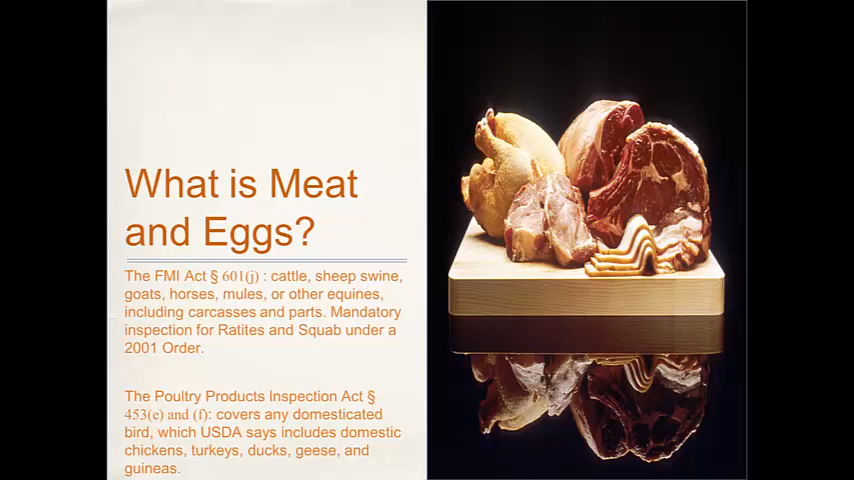 What is Meat
and Eggs?
The FMI Act § 601(j) : cattle, sheep swine,
goats, horses, mules, or other equines,
including carcasses and parts. Mandatory
inspection for Ratites and Squab under a
2001 Order.
The Poultry Products Inspection Act §
453(e) and (f): covers any domesticated
bird, which USDA says includes domestic
chickens, turkeys, ducks, geese, and
guineas.